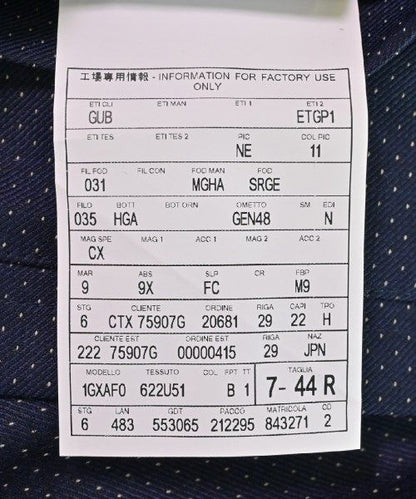 工場専用情報 - INFORMATION FOR FACTORY USE
ONLY
ETI CLI ETI MAN ETI 1 ETI 2
GUB ETGP1
ETI TES ETI TES 2 PIC COL PIC
NE 11
FIL FOD FIL CON FOD MAN FOD
031 MGHA SRGE
FILO BOTT BOT ORN OMETTO SM EDI
035 HGA GEN48 N
MAG SPE MAG 1 ACC 1 MAG 2 ACC 2
CX
MAR ABS SLP CR FBP
9 9X FC M9
STG CLIENTE ORDINE RIGA CAPI TPO
6 CTX 75907G 20681 29 22 H
CLIENTE EST ORDINE EST RIGA NAZ
222 75907G 00000415 29 JPN
MODELLO TESSUTO COL FPT TT TAGLIA
1GXAF0 622U51 B 1 7- 44 R
STG LAN GDT PACCO MATRICOLA CD
6 483 553065 212295 843271 2